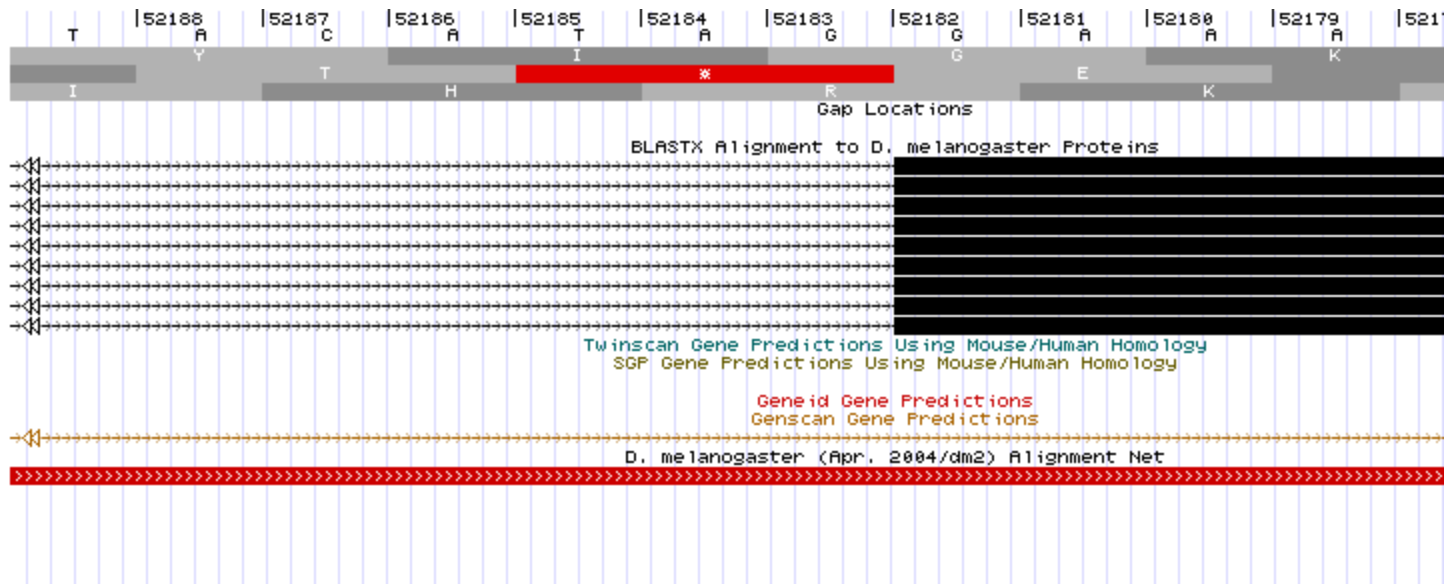 |52188 |52187 |52186 |52185 |52184 |52183 |52182 |52181 |52180 |52179 |5217
T A C A T A G G A A A
Y I G K
T * E
I H R K
Gap Locations
BLASTX Alignment to D. melanogaster Proteins
Twinscan Gene Predictions Using Mouse/Human Homology
SGP Gene Predictions Using Mouse/Human Homology
Geneid Gene Predictions
Genscan Gene Predictions
D. melanogaster (Apr. 2004/dm2) Alignment Net